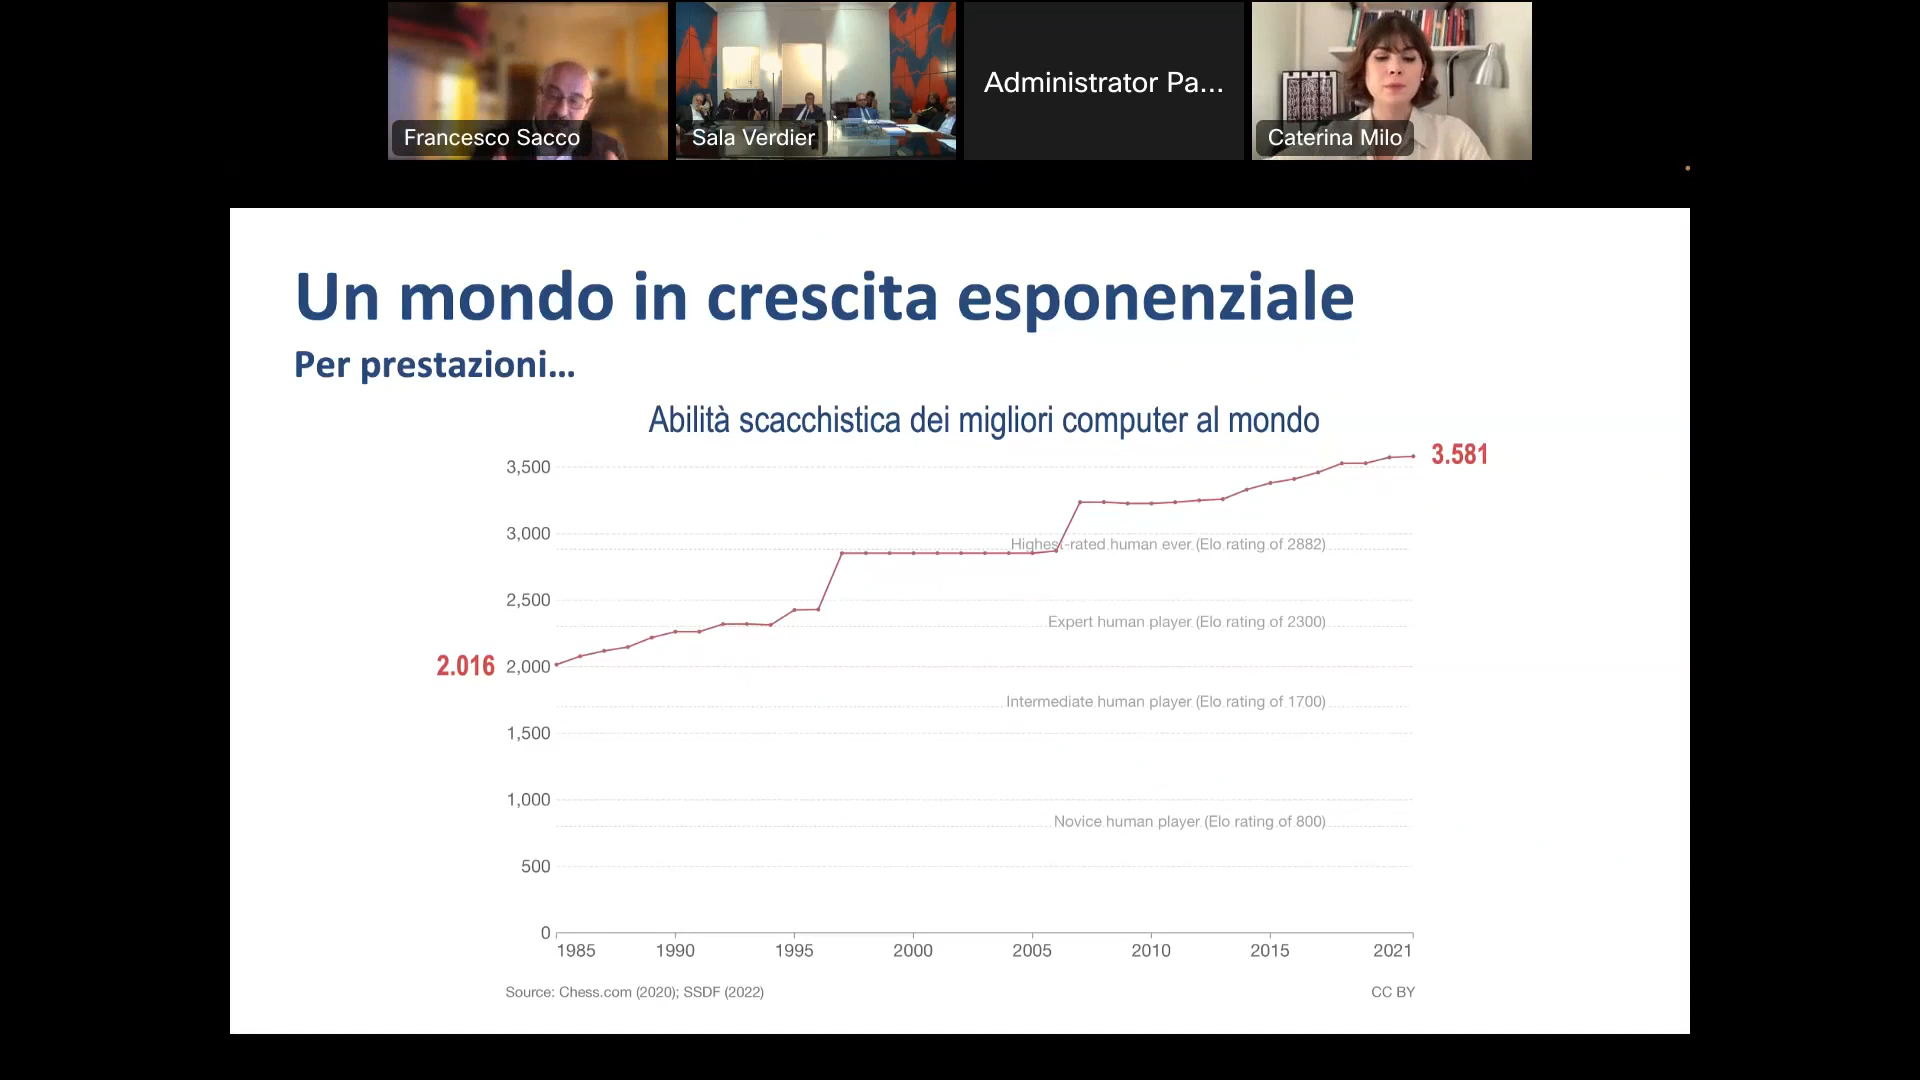 Francesco Sacco
Sala Verdier
Administrator Pa...
Caterina Milo
Un mondo in crescita esponenziale
Per prestazioni...
Abilità scacchistica dei migliori computer al mondo
3.581
3,500
3,000
Highest-rated human ever (Elo rating of 2882)
2,500
Expert human player (Elo rating of 2300)
2.016
2,000
Intermediate human player (Elo rating of 1700)
1,500
1,000
Novice human player (Elo rating of 800)
500
0
1985 1990 1995 2000 2005 2010 2015 2021
Source: Chess.com (2020); SSDF (2022)
CC BY